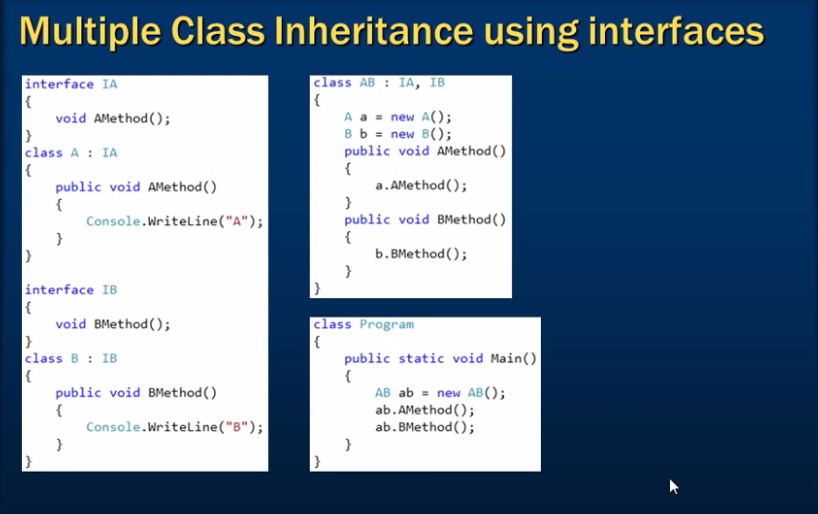 Multiple Class Inheritance using interfaces
interface IA
{
    void AMethod();
}
class A : IA
{
    public void AMethod()
    {
        Console.WriteLine("A");
    }
}

interface IB
{
    void BMethod();
}
class B : IB
{
    public void BMethod()
    {
        Console.WriteLine("B");
    }
}
class AB : IA, IB
{
    A a = new A();
    B b = new B();
    public void AMethod()
    {
        a.AMethod();
    }
    public void BMethod()
    {
        b.BMethod();
    }
}
class Program
{
    public static void Main()
    {
        AB ab = new AB();
        ab.AMethod();
        ab.BMethod();
    }
}